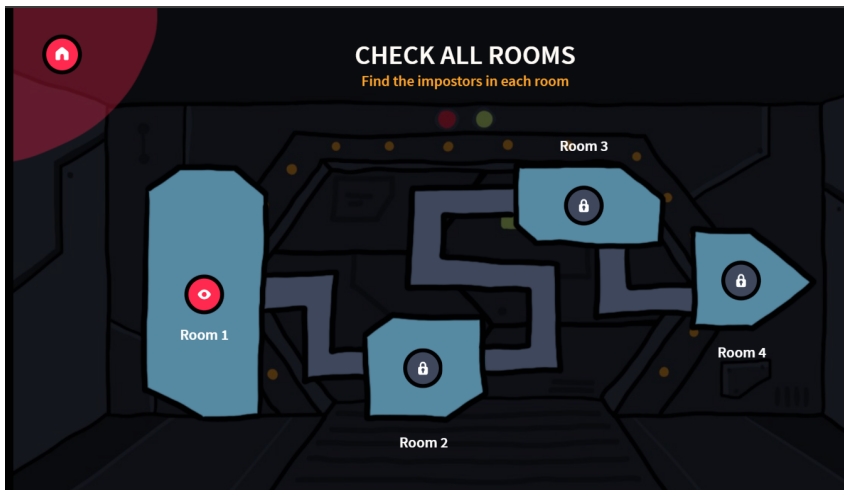 CHECK ALL ROOMS
Find the impostors in each room
Room 3
Room 1
Room 4
Room 2